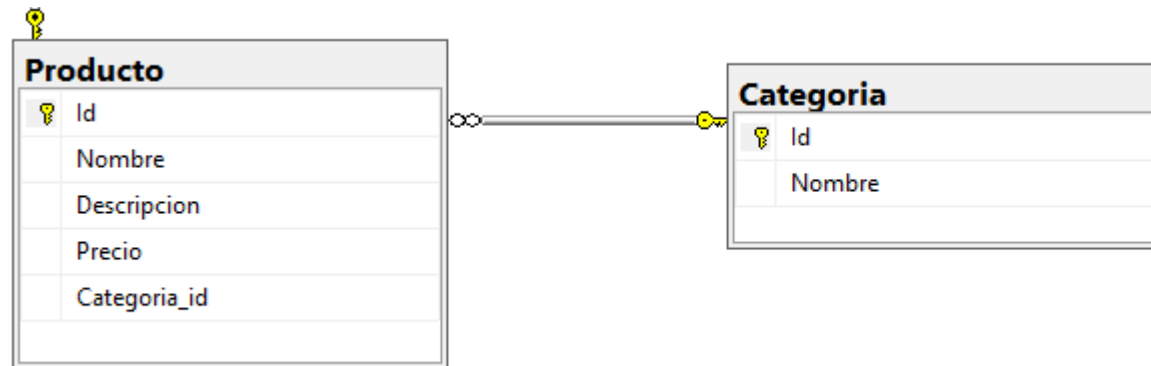 Producto
Id
Nombre
Descripcion
Precio
Categoria_id
Categoria
Id
Nombre